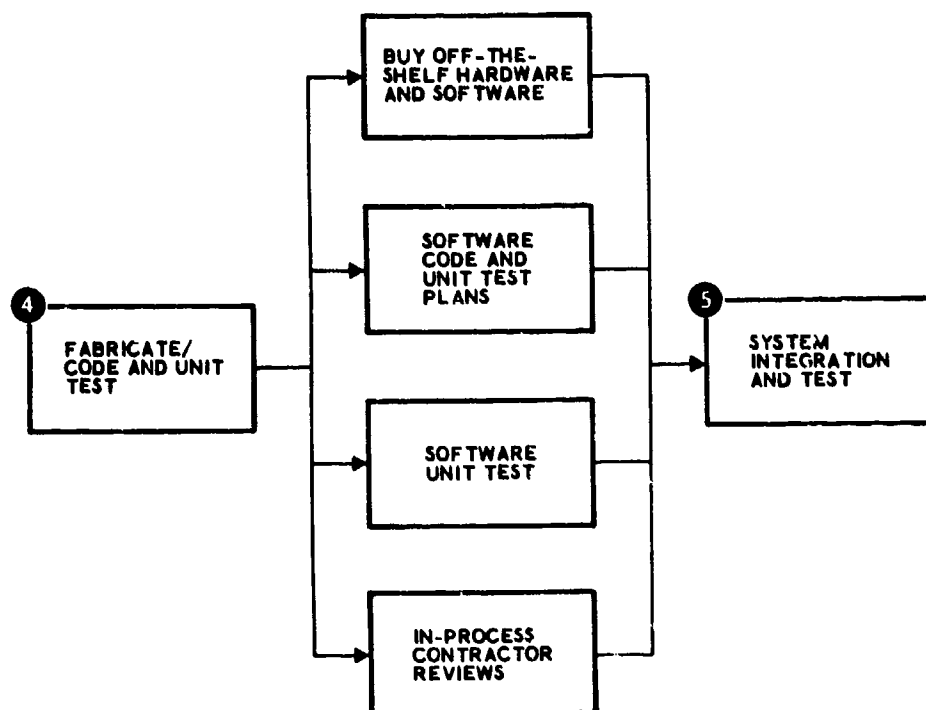 BUY OFF-THE-
SHELF HARDWARE
AND SOFTWARE
SOFTWARE
CODE AND
UNIT TEST
PLANS
4
FABRICATE/
CODE AND UNIT
TEST
5
SYSTEM
INTEGRATION
AND TEST
SOFTWARE
UNIT TEST
IN-PROCESS
CONTRACTOR
REVIEWS